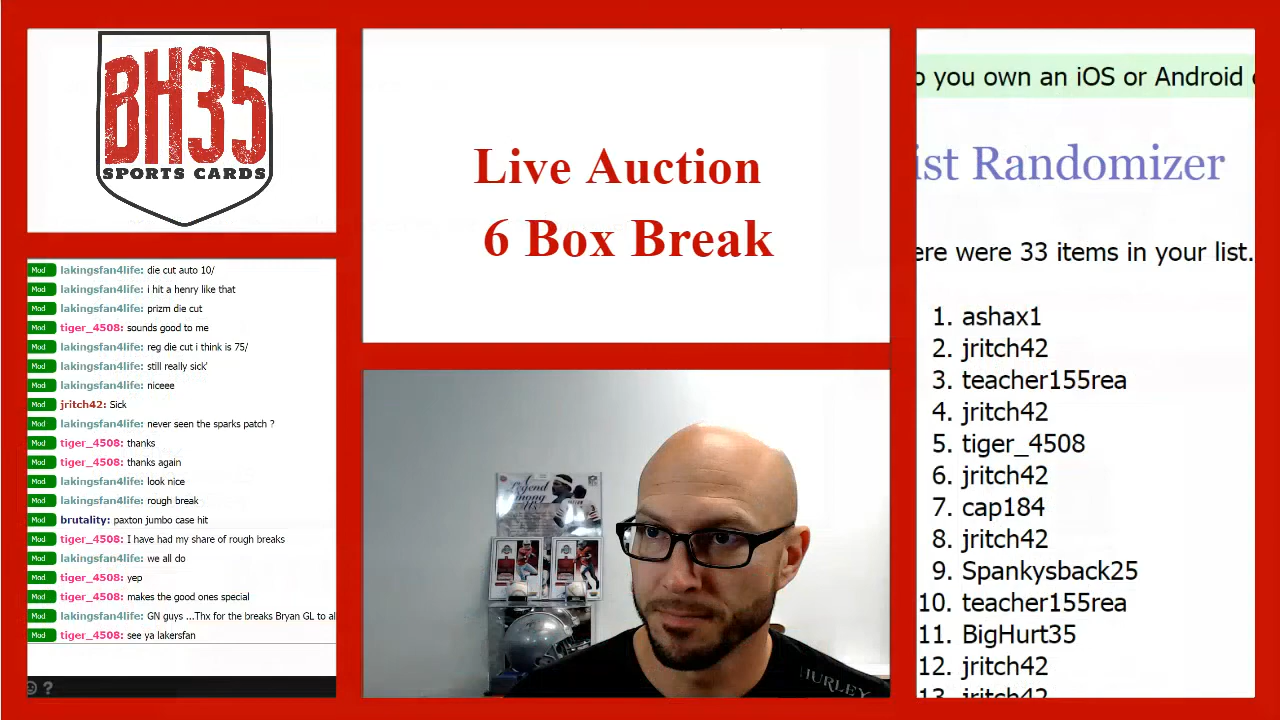 BH35
SPORTS CARDS
Mod lakingsfan4life: die cut auto 10/
Mod lakingsfan4life: i hit a henry like that
Mod lakingsfan4life: prizm die cut
Mod tiger_4508: sounds good to me
Mod lakingsfan4life: reg die cut i think is 75/
Mod lakingsfan4life: still really sick'
Mod lakingsfan4life: niceee
Mod jritch42: Sick
Mod lakingsfan4life: never seen the sparks patch ?
Mod tiger_4508: thanks
Mod tiger_4508: thanks again
Mod lakingsfan4life: look nice
Mod lakingsfan4life: rough break
Mod brutality: paxton jumbo case hit
Mod tiger_4508: I have had my share of rough breaks
Mod lakingsfan4life: we all do
Mod tiger_4508: yep
Mod tiger_4508: makes the good ones special
Mod lakingsfan4life: GN guys ...Thx for the breaks Bryan GL to al
Mod tiger_4508: see ya lakersfan
?
Live Auction
6 Box Break
Legend
Among
HURLEY
o you own an iOS or Android
ist Randomizer
ere were 33 items in your list.
1. ashax1
2. jritch42
3. teacher155rea
4. jritch42
5. tiger_4508
6. jritch42
7. cap184
8. jritch42
9. Spankysback25
10. teacher155rea
11. BigHurt35
12. jritch42
13. jritch42